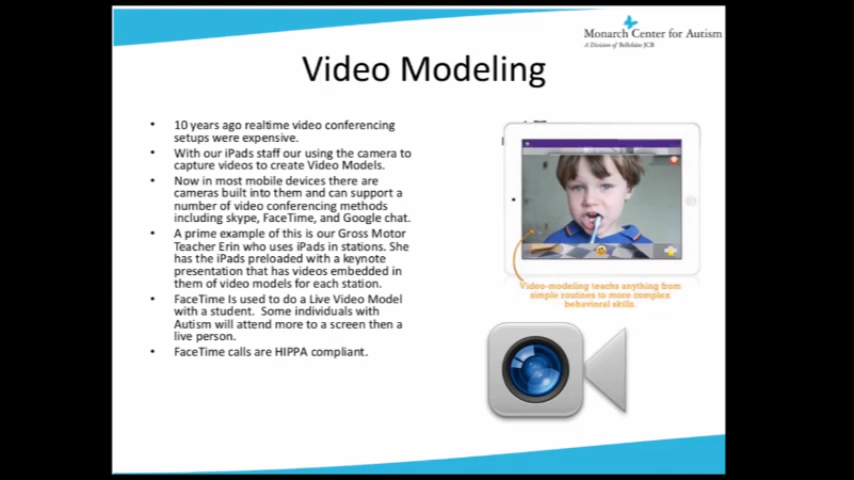 Monarch Center for Autism
A Division of Bellefaire JCB
Video Modeling
• 10 years ago realtime video conferencing
setups were expensive.
• With our iPads staff our using the camera to
capture videos to create Video Models.
• Now in most mobile devices there are
cameras built into them and can support a
number of video conferencing methods
including skype, FaceTime, and Google chat.
• A prime example of this is our Gross Motor
Teacher Erin who uses iPads in stations. She
has the iPads preloaded with a keynote
presentation that has videos embedded in
them of video models for each station.
• FaceTime Is used to do a Live Video Model
with a student. Some individuals with
Autism will attend more to a screen then a
live person.
• FaceTime calls are HIPPA compliant.
Video-modeling teachs anything from
simple routines to more complex
behavioral skills.